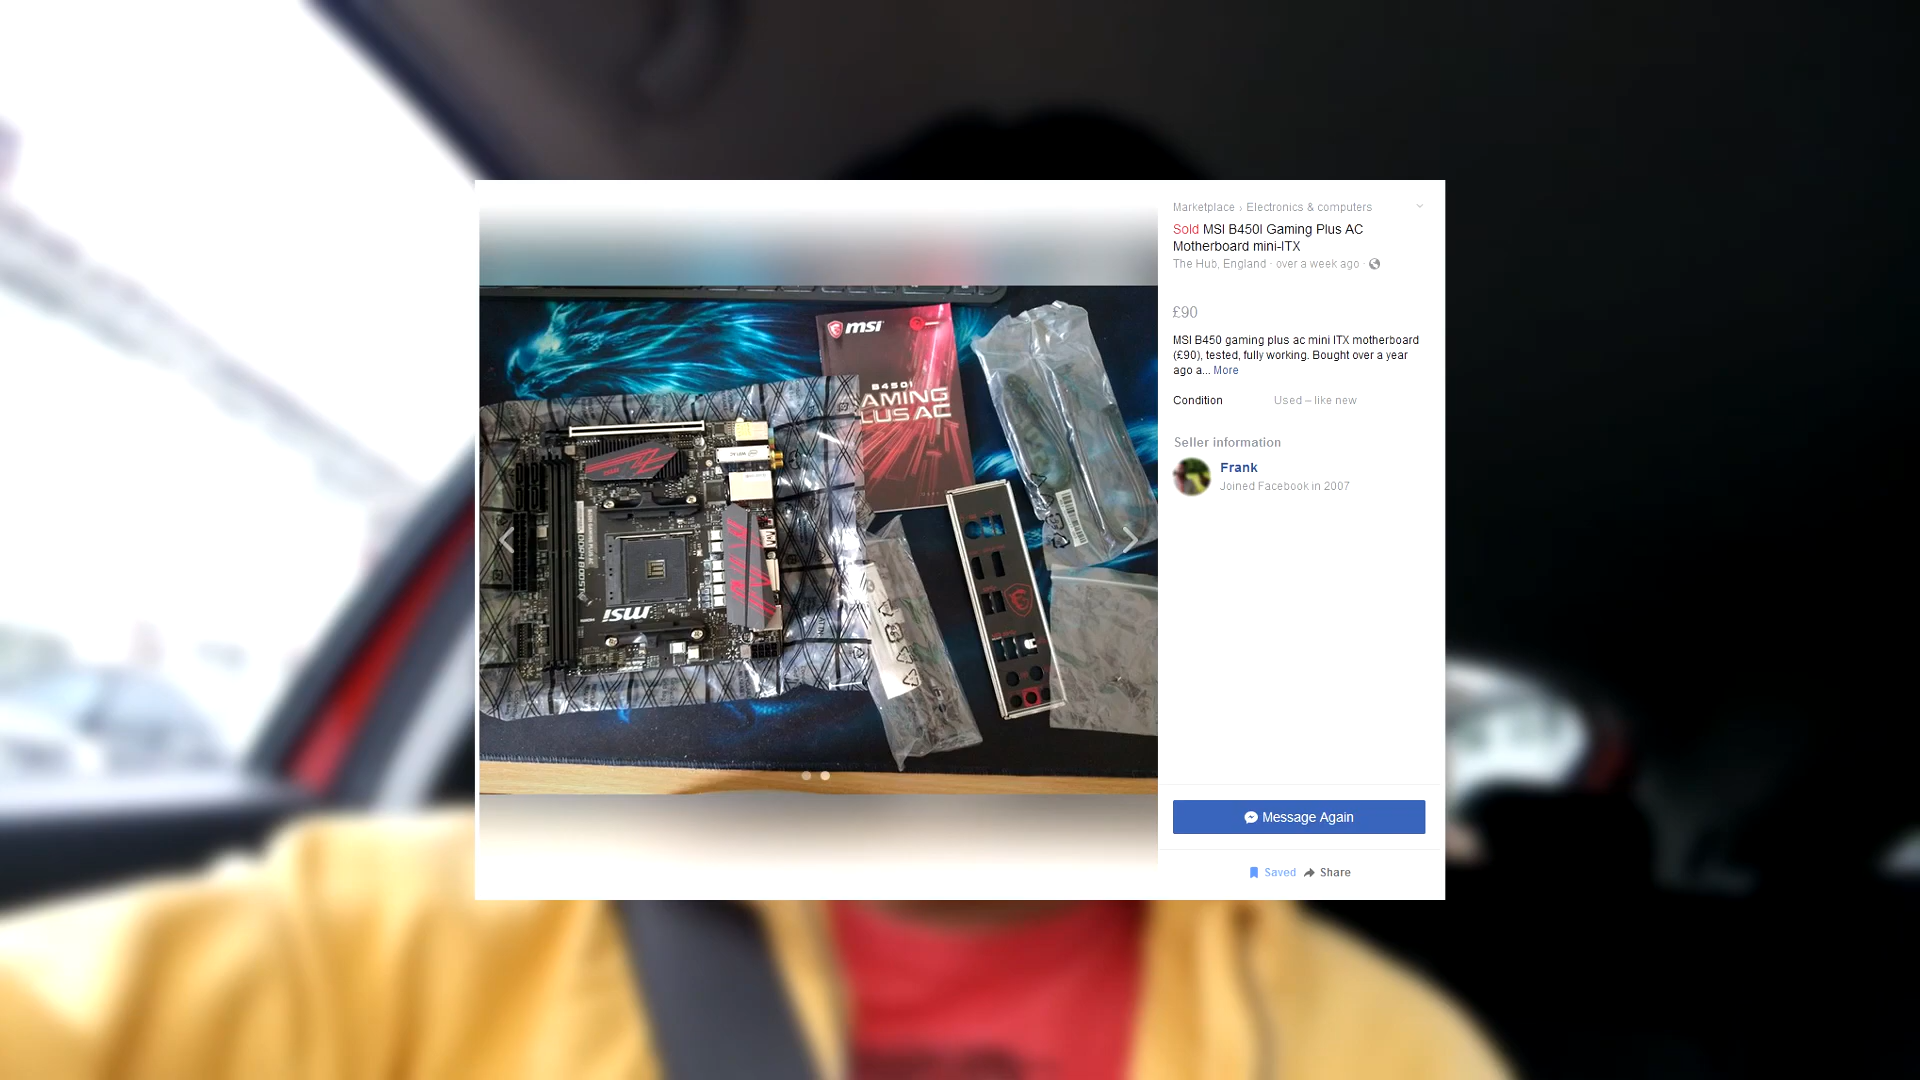 Marketplace › Electronics & computers
Sold MSI B450I Gaming Plus AC
Motherboard mini-ITX
The Hub, England · over a week ago ·
£90
MSI B450 gaming plus ac mini ITX motherboard
(£90), tested, fully working. Bought over a year
ago a... More
Condition Used – like new
Seller information
Frank
Joined Facebook in 2007
Message Again
Saved Share
msi
B450I
AMING
LUS AC
msi